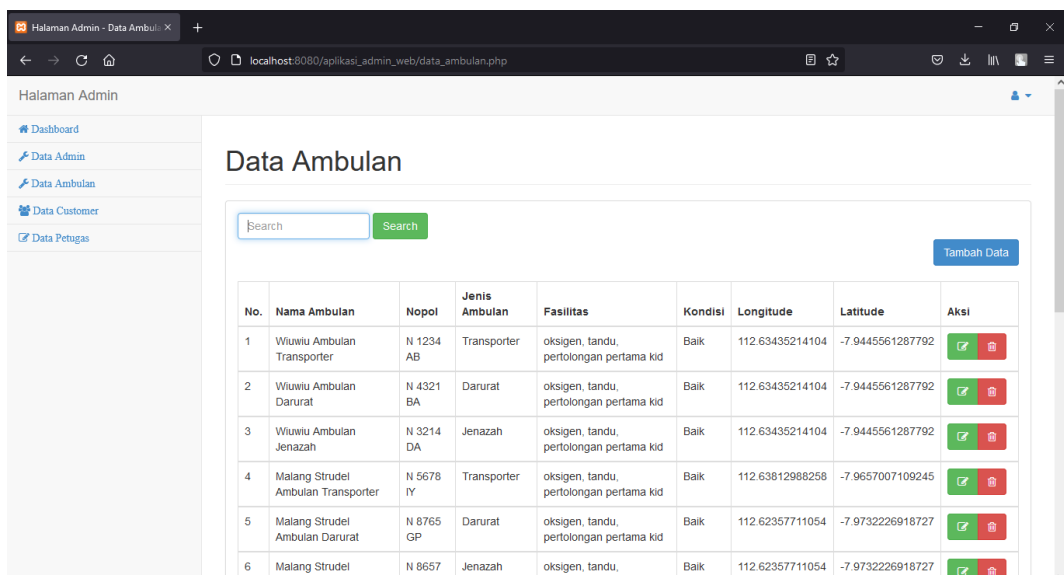 Halaman Admin - Data Ambula
localhost:8080/aplikasi_admin_web/data_ambulan.php
Halaman Admin
Dashboard
Data Admin
Data Ambulan
Data Customer
Data Petugas
Data Ambulan
Search Search
Tambah Data
No. Nama Ambulan Nopol Jenis Ambulan Fasilitas Kondisi Longitude Latitude Aksi
1 Wiuwiu Ambulan Transporter N 1234 AB Transporter oksigen, tandu, pertolongan pertama kid Baik 112.63435214104 -7.9445561287792
2 Wiuwiu Ambulan Darurat N 4321 BA Darurat oksigen, tandu, pertolongan pertama kid Baik 112.63435214104 -7.9445561287792
3 Wiuwiu Ambulan Jenazah N 3214 DA Jenazah oksigen, tandu, pertolongan pertama kid Baik 112.63435214104 -7.9445561287792
4 Malang Strudel Ambulan Transporter N 5678 IY Transporter oksigen, tandu, pertolongan pertama kid Baik 112.63812988258 -7.9657007109245
5 Malang Strudel Ambulan Darurat N 8765 GP Darurat oksigen, tandu, pertolongan pertama kid Baik 112.62357711054 -7.9732226918727
6 Malang Strudel N 8657 Jenazah oksigen, tandu, Baik 112.62357711054 -7.9732226918727